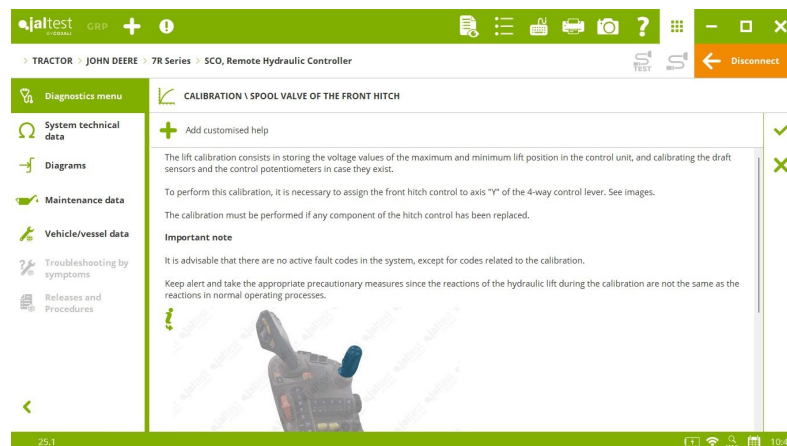 jaltest GRP
BY COJALI
> TRACTOR > JOHN DEERE > 7R Series > SCO, Remote Hydraulic Controller
TEST
Disconnect
Diagnostics menu
CALIBRATION \ SPOOL VALVE OF THE FRONT HITCH
System technical
data
Diagrams
Maintenance data
Vehicle/vessel data
Troubleshooting by
symptoms
Releases and
Procedures
Add customised help
The lift calibration consists in storing the voltage values of the maximum and minimum lift position in the control unit, and calibrating the draft
sensors and the control potentiometers in case they exist.
To perform this calibration, it is necessary to assign the front hitch control to axis "Y" of the 4-way control lever. See images.
The calibration must be performed if any component of the hitch control has been replaced.
Important note
It is advisable that there are no active fault codes in the system, except for codes related to the calibration.
Keep alert and take the appropriate precautionary measures since the reactions of the hydraulic lift during the calibration are not the same as the
reactions in normal operating processes.
25.1